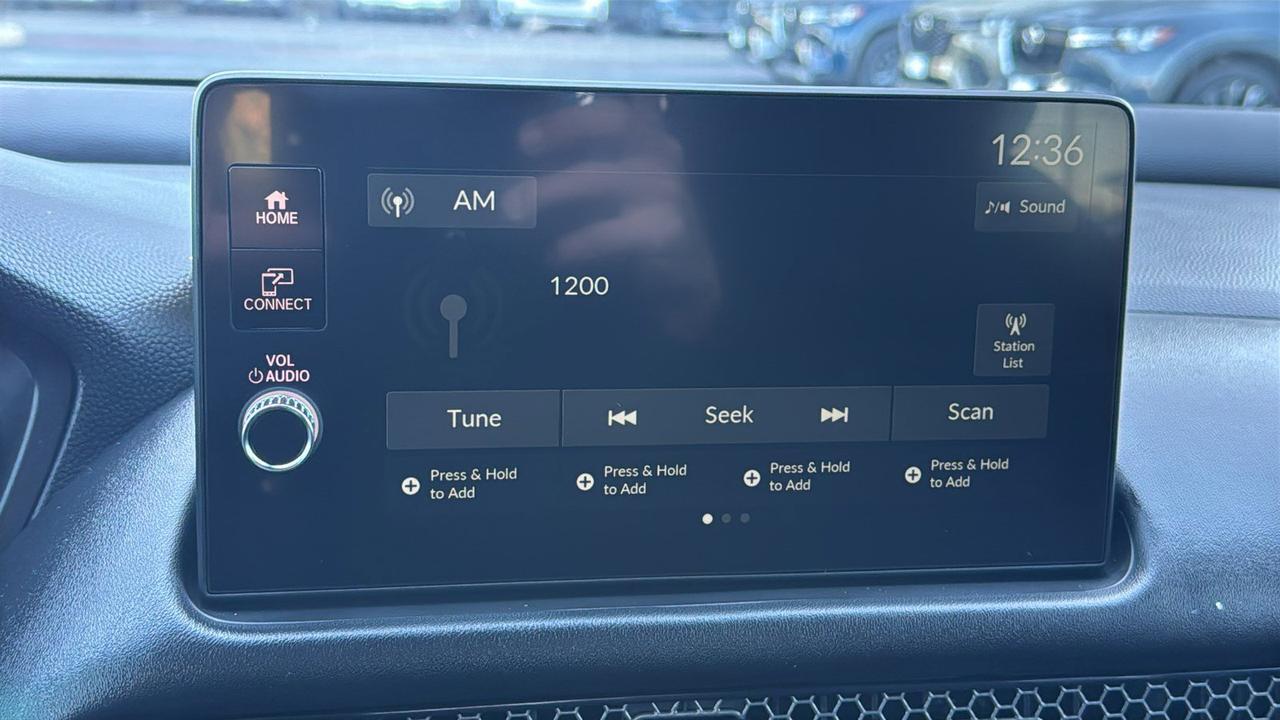 12:36
HOME
AM
Sound
CONNECT
1200
Station
List
VOL
AUDIO
Tune
Seek
Scan
Press & Hold
to Add
Press & Hold
to Add
Press & Hold
to Add
Press & Hold
to Add